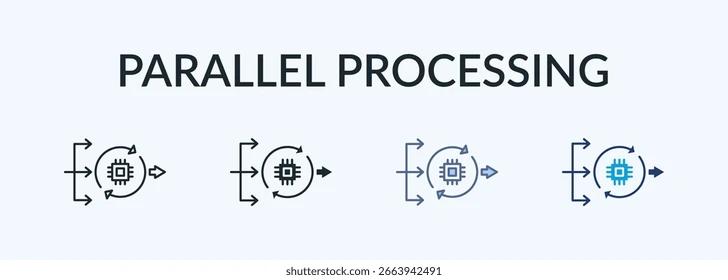 PARALLEL PROCESSING
shutterstock.com · 2663942491